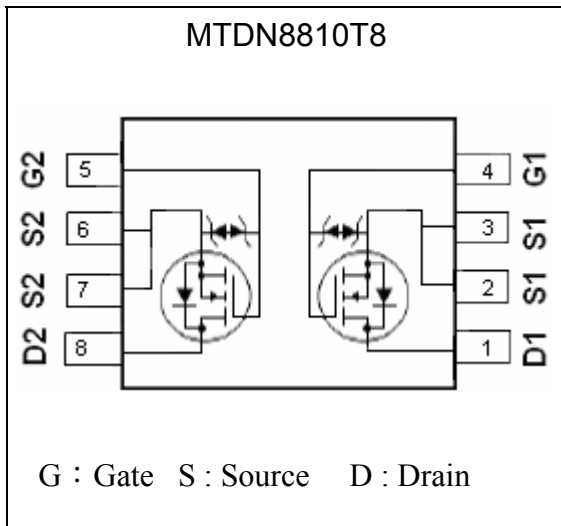 MTDN8810T8
G2 5 4 G1
S2 6 3 S1
S2 7 2 S1
D2 8 1 D1
G：Gate S : Source D : Drain